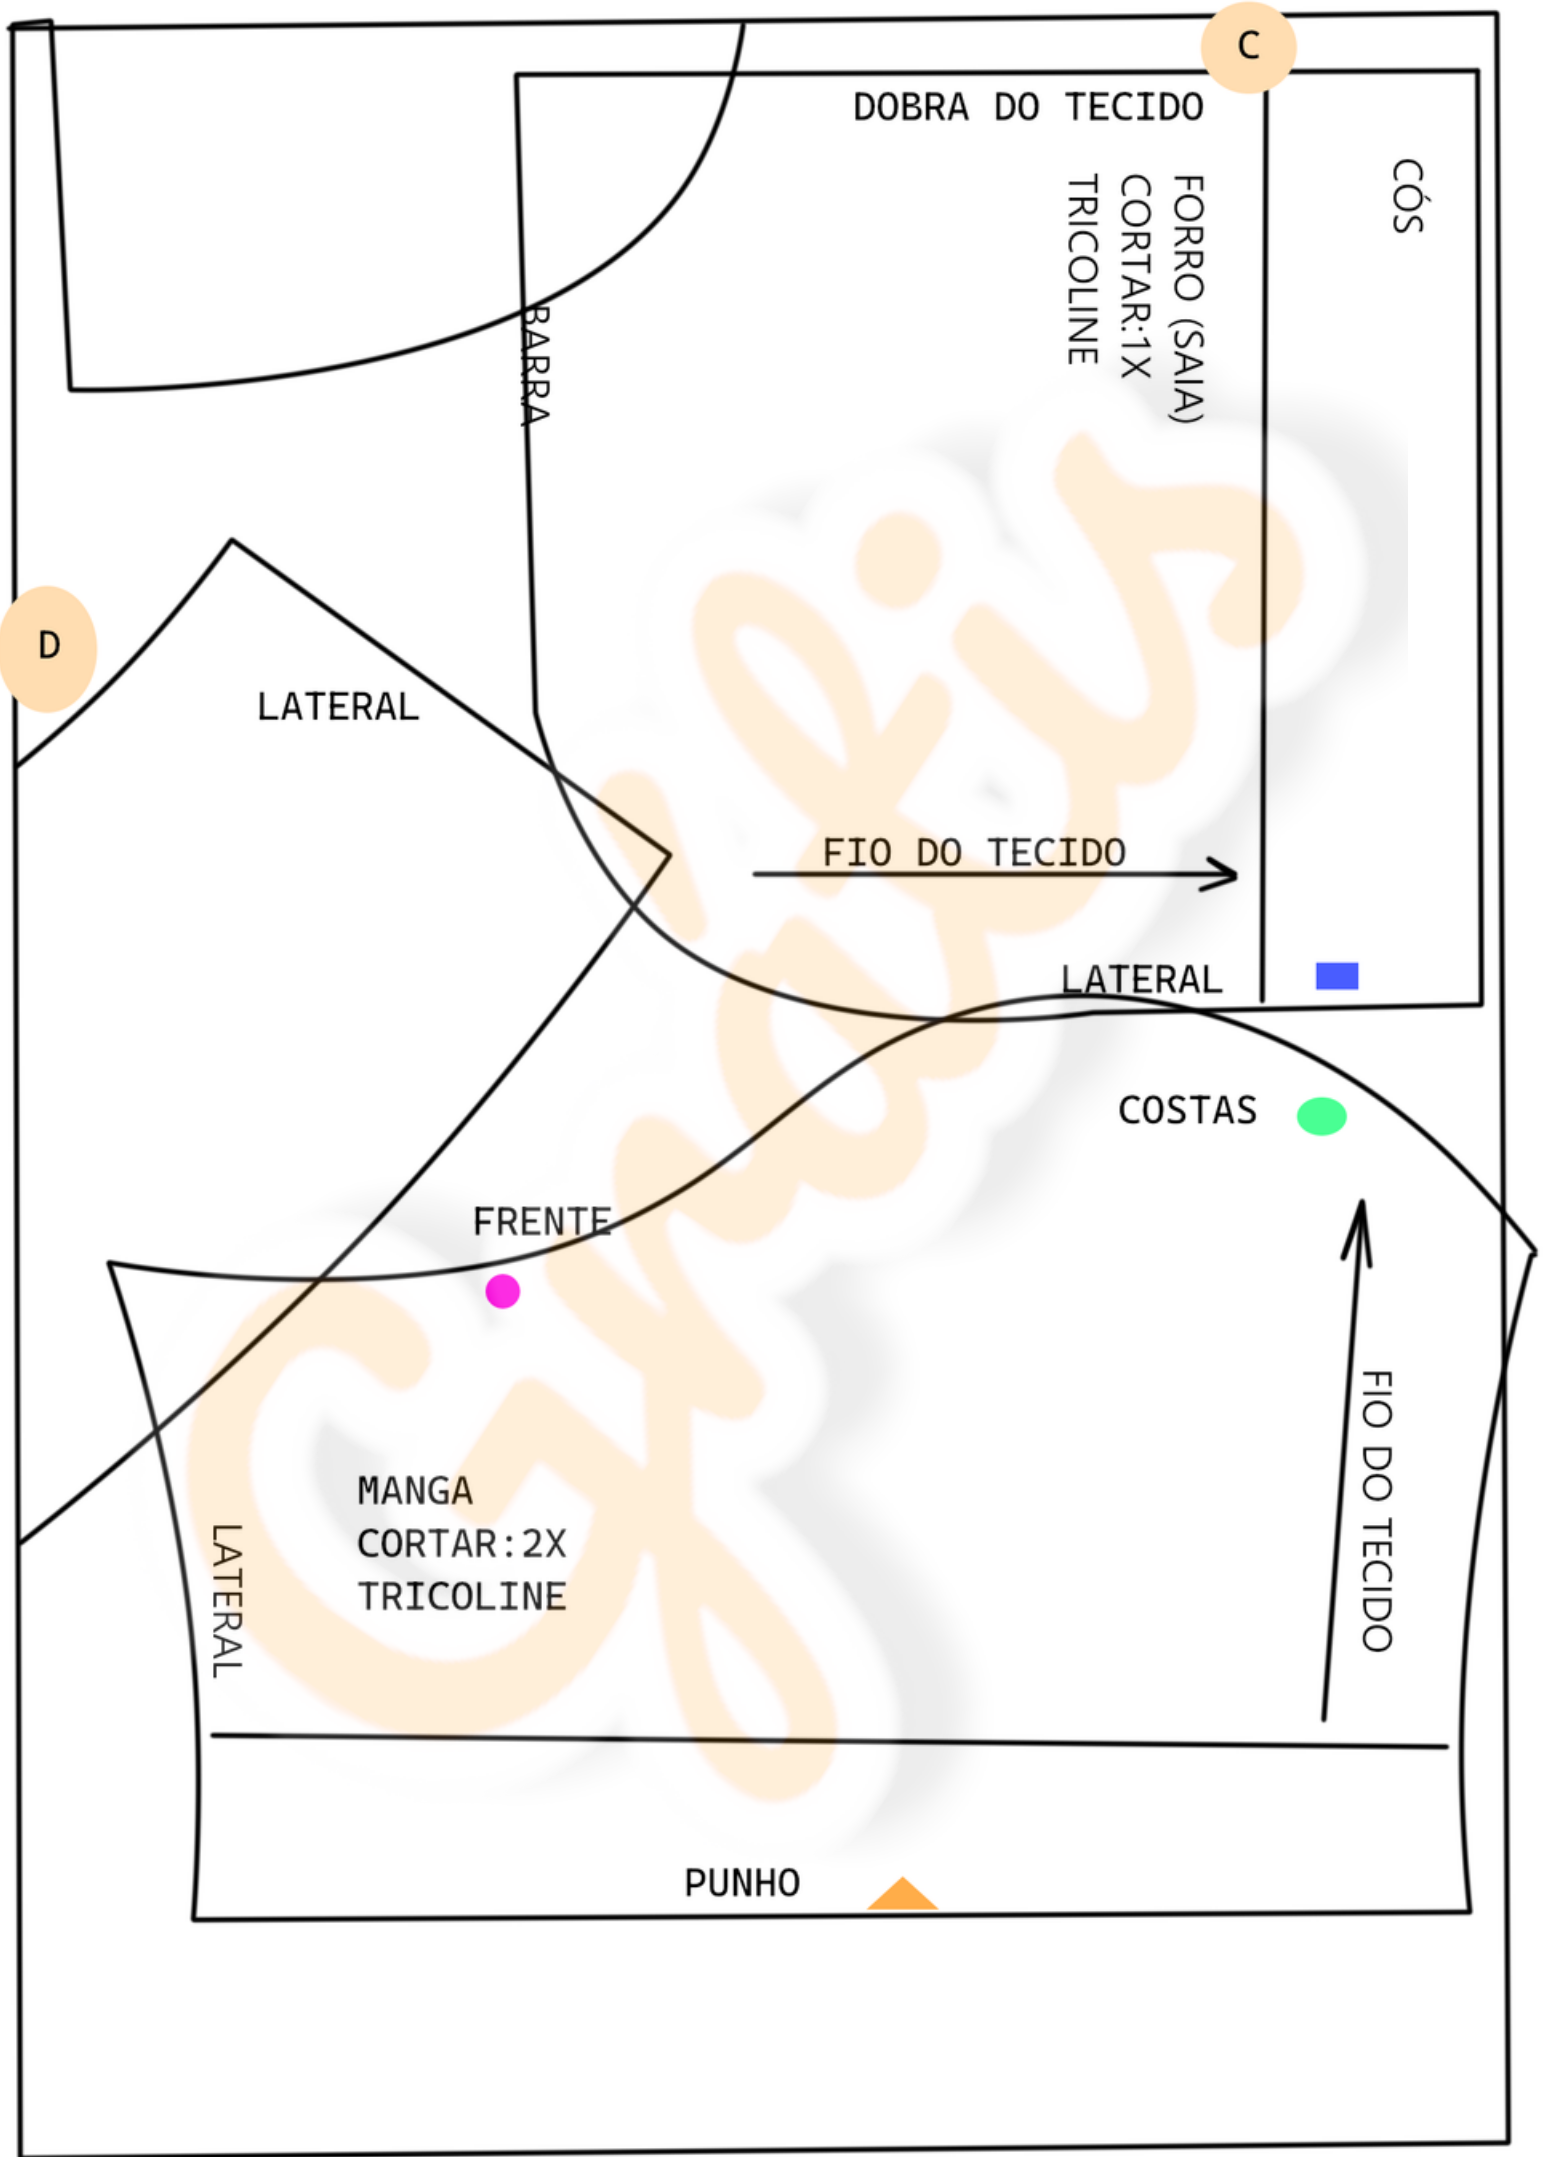 C
DOBRA DO TECIDO
CÓS
FORRO (SAIA)
CORTAR:1X
TRICOLINE
BARRA
D
LATERAL
FIO DO TECIDO
LATERAL
COSTAS
FRENTE
FIO DO TECIDO
MANGA
CORTAR:2X
TRICOLINE
LATERAL
PUNHO
Grátis